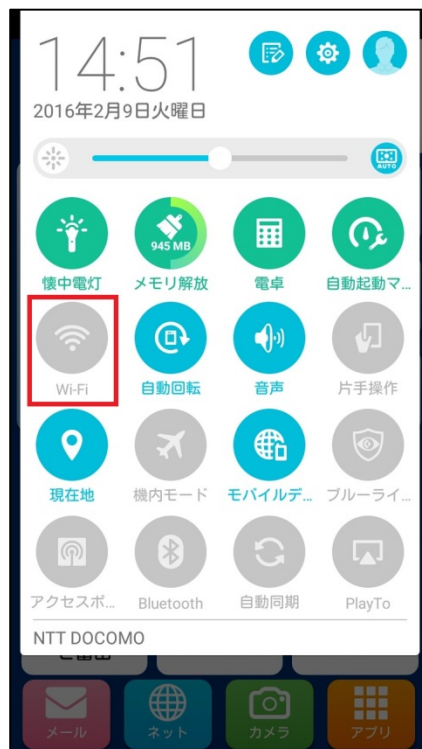 14:51
2016年2月9日火曜日
AUTO
945 MB
懐中電灯
メモリ解放
電卓
自動起動マ...
Wi-Fi
自動回転
音声
片手操作
現在地
機内モード
モバイルデ...
ブルーライ...
アクセスポ...
Bluetooth
自動同期
PlayTo
NTT DOCOMO
メール
ネット
カメラ
アプリ